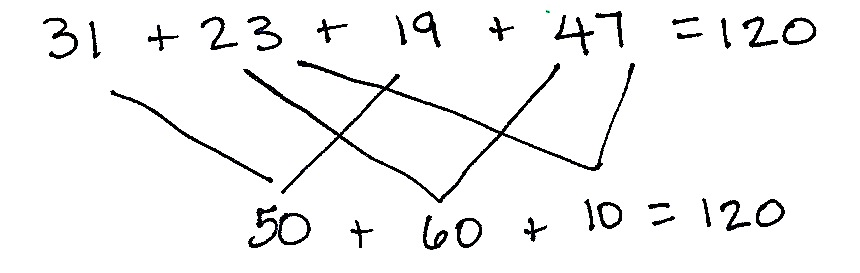 31 + 23 + 19 + 47 = 120
50 + 60 + 10 = 120